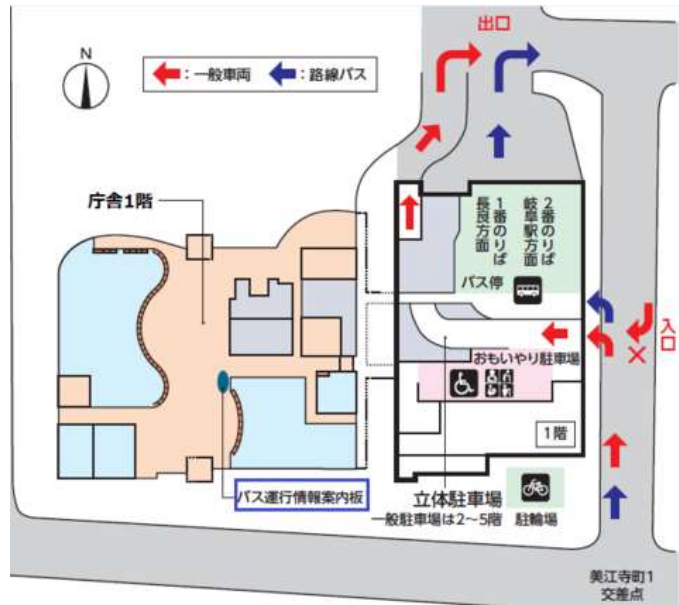 出口
N
：一般車両
：路線バス
庁舎1階
2番のりば
岐阜駅方面
1番のりば
長良方面
バス停
入口
×
おもいやり駐車場
1階
バス運行情報案内板
立体駐車場
一般駐車場は2～5階
駐輪場
美江寺町1
交差点